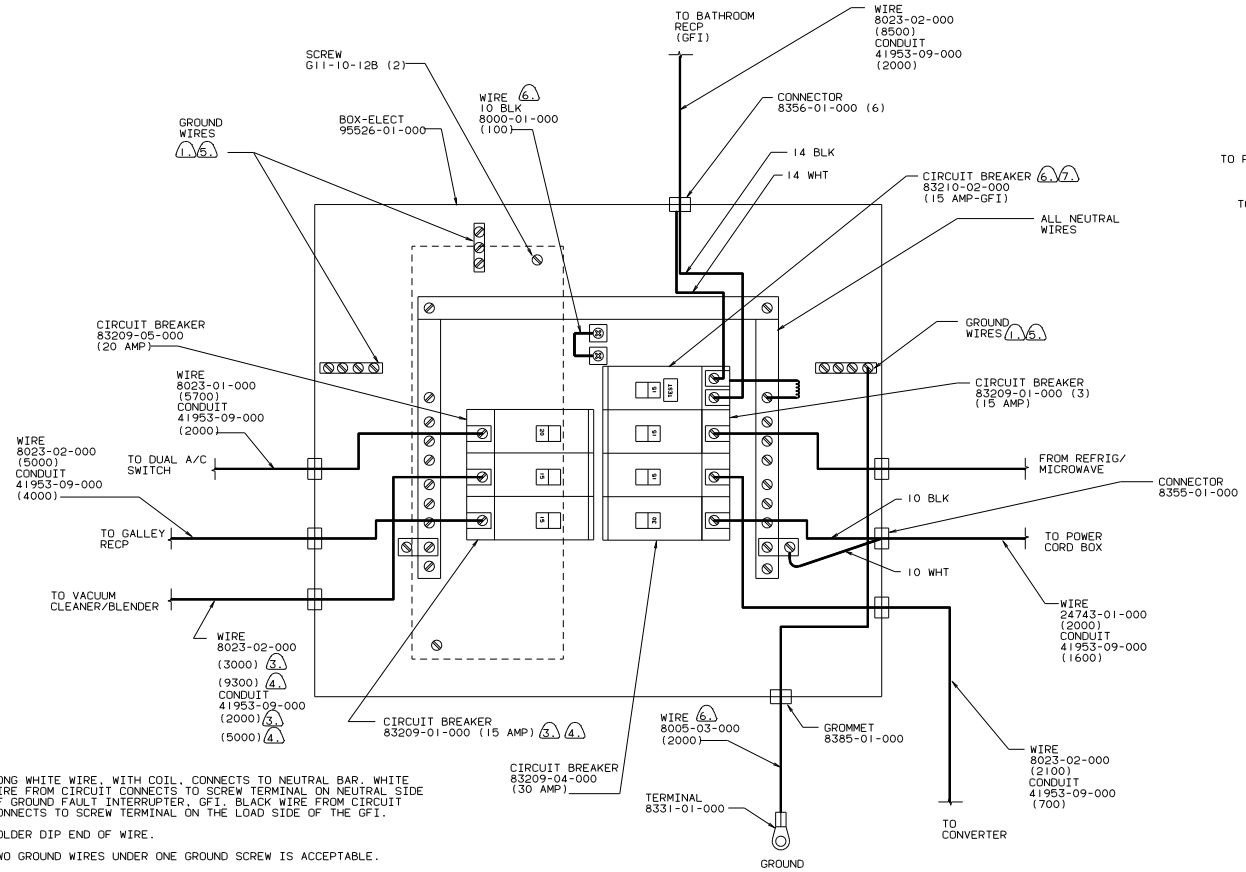 TO BATHROOM
RECP
(GFI)
WIRE
8023-02-000
(8500)
CONDUIT
41953-09-000
(2000)
SCREW
G11-10-12B (2)
WIRE 6.
10 BLK
8000-01-000
(100)
CONNECTOR
8356-01-000 (6)
GROUND
WIRES
1. 5.
BOX-ELECT
95526-01-000
14 BLK
14 WHT
TO
CIRCUIT BREAKER 6. 7.
83210-02-000
(15 AMP-GFI)
ALL NEUTRAL
WIRES
CIRCUIT BREAKER
83209-05-000
(20 AMP)
GROUND
WIRES 1. 5.
WIRE
8023-01-000
(5700)
CONDUIT
41953-09-000
(2000)
15
TEST
CIRCUIT BREAKER
83209-01-000 (3)
(15 AMP)
20
15
WIRE
8023-02-000
(5000)
CONDUIT
41953-09-000
(4000)
TO DUAL A/C
SWITCH
FROM REFRIG/
MICROWAVE
15
15
CONNECTOR
8355-01-000
10 BLK
15
30
TO GALLEY
RECP
TO POWER
CORD BOX
10 WHT
TO VACUUM
CLEANER/BLENDER
WIRE
24743-01-000
(2000)
CONDUIT
41953-09-000
(1600)
WIRE
8023-02-000
(3000) 3.
(9300) 4.
CONDUIT
41953-09-000
(2000) 3.
(5000) 4.
CIRCUIT BREAKER
83209-01-000 (15 AMP) 3. 4.
WIRE 6.
8005-03-000
(2000)
GROMMET
8385-01-000
WIRE
8023-02-000
(2100)
CONDUIT
41953-09-000
(700)
CIRCUIT BREAKER
83209-04-000
(30 AMP)
TERMINAL
8331-01-000
TO
CONVERTER
GROUND
ONG WHITE WIRE, WITH COIL, CONNECTS TO NEUTRAL BAR. WHITE
IRE FROM CIRCUIT CONNECTS TO SCREW TERMINAL ON NEUTRAL SIDE
F GROUND FAULT INTERRUPTER, GFI. BLACK WIRE FROM CIRCUIT
ONNECTS TO SCREW TERMINAL ON THE LOAD SIDE OF THE GFI.
OLDER DIP END OF WIRE.
WO GROUND WIRES UNDER ONE GROUND SCREW IS ACCEPTABLE.